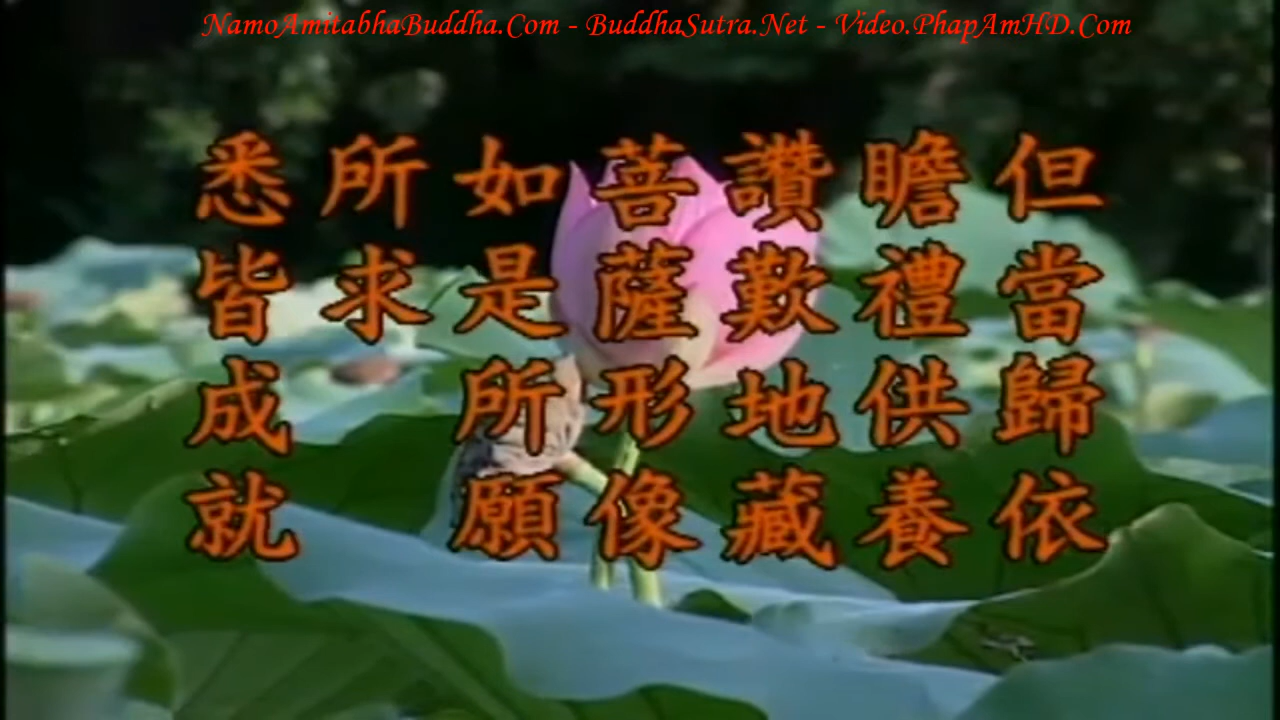 NamoAmitabhaBuddha.Com - BuddhaSutra.Net - Video.PhapAmHD.Com
但當歸依
瞻禮供養
讚歎地藏
菩薩形像
如是所願
所求
悉皆成就